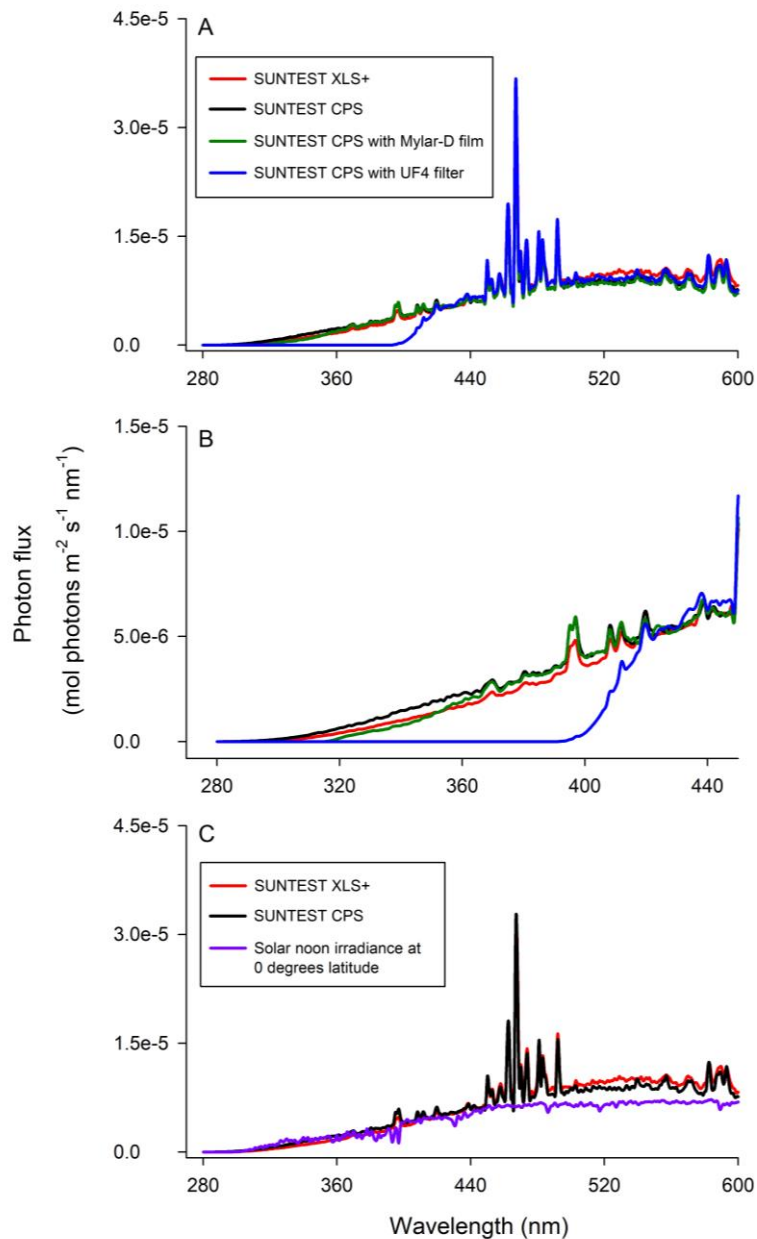 A
4.5e-5
3.0e-5
1.5e-5
0.0
SUNTEST XLS+
SUNTEST CPS
SUNTEST CPS with Mylar-D film
SUNTEST CPS with UF4 filter
280 360 440 520 600
B
1.5e-5
1.0e-5
5.0e-6
0.0
280 320 360 400 440
Photon flux
(mol photons m⁻² s⁻¹ nm⁻¹)
C
4.5e-5
3.0e-5
1.5e-5
0.0
SUNTEST XLS+
SUNTEST CPS
Solar noon irradiance at
0 degrees latitude
280 360 440 520 600
Wavelength (nm)